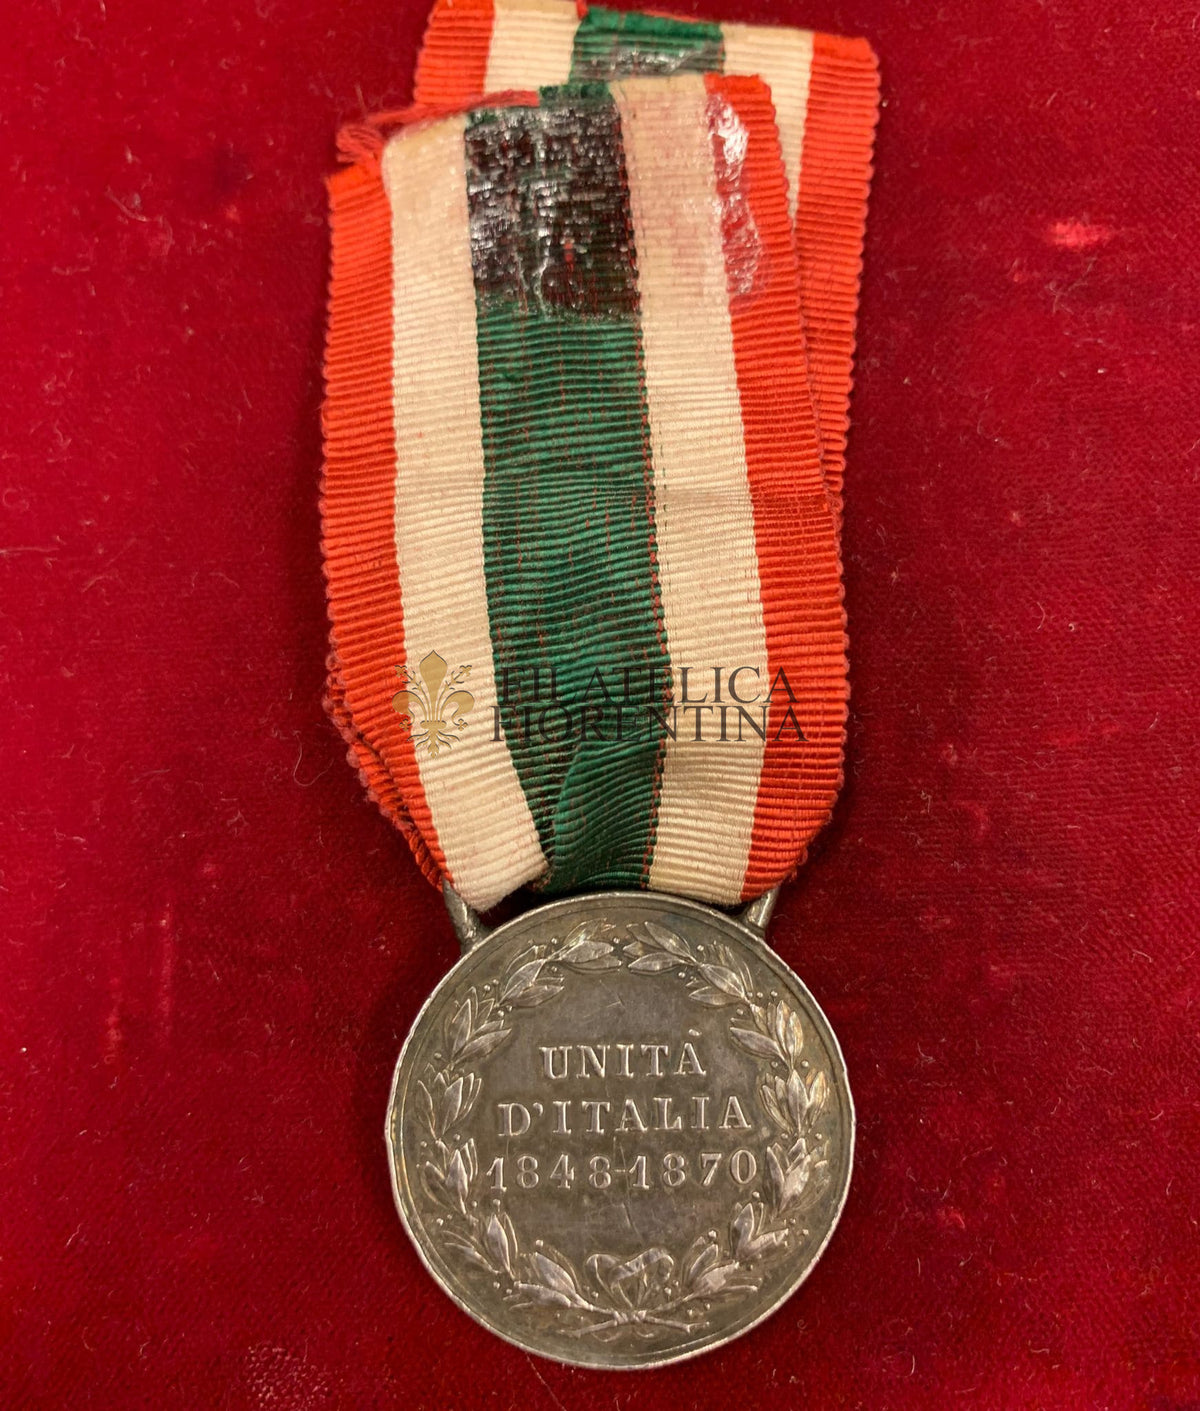 FILATELICA
FIORENTINA
UNITÀ
D'ITALIA
1848-1870